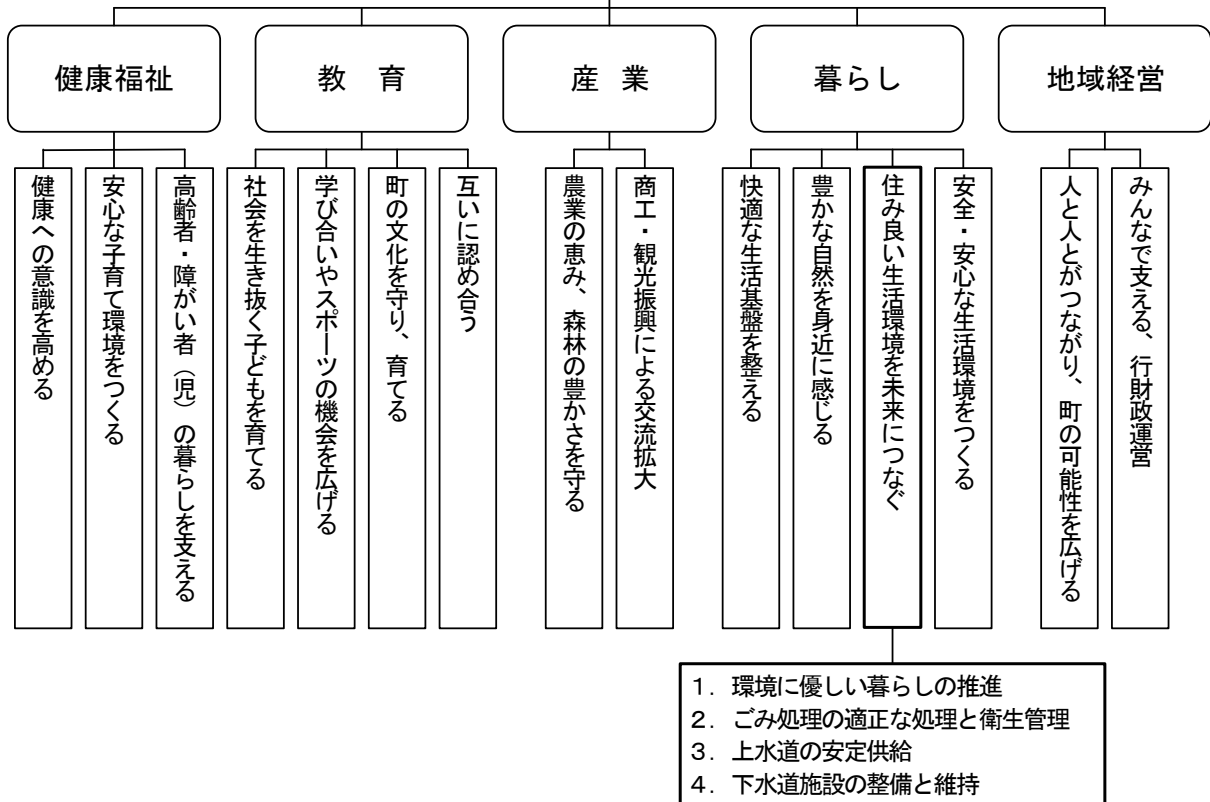 健康福祉
教　育
産　業
暮らし
地域経営
健康への意識を高める
安心な子育て環境をつくる
高齢者・障がい者（児）の暮らしを支える
社会を生き抜く子どもを育てる
学び合いやスポーツの機会を広げる
町の文化を守り、育てる
互いに認め合う
農業の恵み、森林の豊かさを守る
商工・観光振興による交流拡大
快適な生活基盤を整える
豊かな自然を身近に感じる
住み良い生活環境を未来につなぐ
安全・安心な生活環境をつくる
人と人とがつながり、町の可能性を広げる
みんなで支える、行財政運営
１．環境に優しい暮らしの推進
２．ごみ処理の適正な処理と衛生管理
３．上水道の安定供給
４．下水道施設の整備と維持